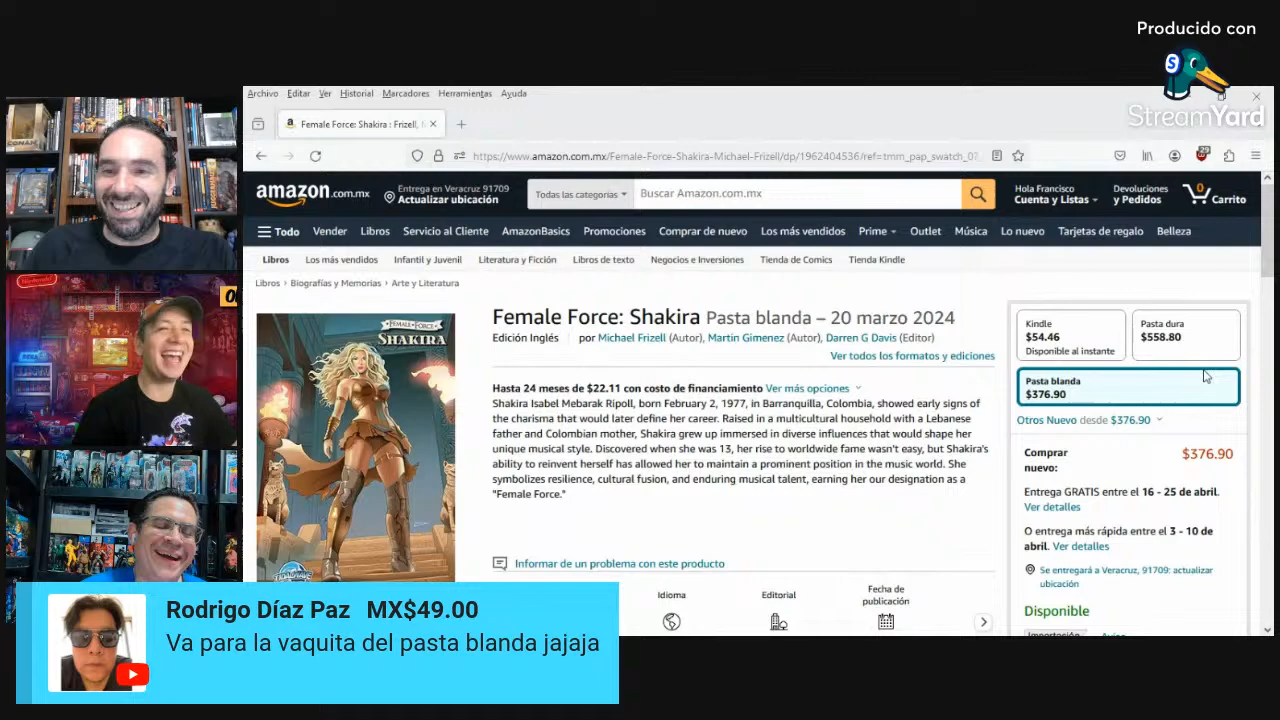 Producido con
StreamYard
Archivo Editar Ver Historial Marcadores Herramientas Ayuda
Female Force: Shakira : Frizell,
https://www.amazon.com.mx/Female-Force-Shakira-Michael-Frizell/dp/1962404536/ref=tmm_pap_swatch_0?
29
amazon.com.mx
Entrega en Veracruz 91709
Actualizar ubicación
Todas las categorías
Buscar Amazon.com.mx
Hola Francisco
Cuenta y Listas
Devoluciones
y Pedidos
0
Carrito
Todo Vender Libros Servicio al Cliente AmazonBasics Promociones Comprar de nuevo Los más vendidos Prime Outlet Música Lo nuevo Tarjetas de regalo Belleza
Libros Los más vendidos Infantil y Juvenil Literatura y Ficción Libros de texto Negocios e Inversiones Tienda de Comics Tienda Kindle
Libros › Biografías y Memorias › Arte y Literatura
CONAN
Nintendo
SEGA
FEMALE FORCE
SHAKIRA
Female Force: Shakira Pasta blanda – 20 marzo 2024
Edición Inglés por Michael Frizell (Autor), Martin Gimenez (Autor), Darren G Davis (Editor)
Ver todos los formatos y ediciones
Hasta 24 meses de $22.11 con costo de financiamiento Ver más opciones
Shakira Isabel Mebarak Ripoll, born February 2, 1977, in Barranquilla, Colombia, showed early signs of
the charisma that would later define her career. Raised in a multicultural household with a Lebanese
father and Colombian mother, Shakira grew up immersed in diverse influences that would shape her
unique musical style. Discovered when she was 13, her rise to worldwide fame wasn't easy, but Shakira's
ability to reinvent herself has allowed her to maintain a prominent position in the music world. She
symbolizes resilience, cultural fusion, and enduring musical talent, earning her our designation as a
"Female Force."
Informar de un problema con este producto
Idioma
Editorial
Fecha de
publicación
Kindle
$54.46
Disponible al instante
Pasta dura
$558.80
Pasta blanda
$376.90
Otros Nuevo desde $376.90
Comprar
nuevo:
$376.90
Entrega GRATIS entre el 16 - 25 de abril.
Ver detalles
O entrega más rápida entre el 3 - 10 de
abril. Ver detalles
Se entregará a Veracruz, 91709: actualizar
ubicación
Disponible
Rodrigo Díaz Paz MX$49.00
Va para la vaquita del pasta blanda jajaja